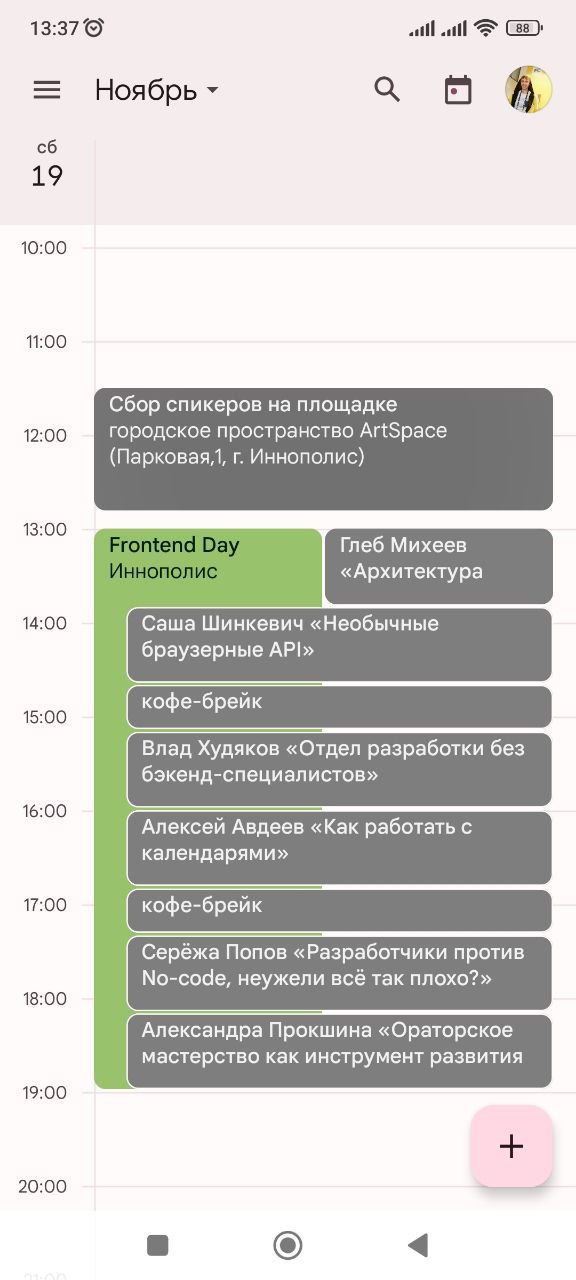 13:37
88
Ноябрь
сб
19
10:00
11:00
Сбор спикеров на площадке
12:00
городское пространство ArtSpace
(Парковая,1, г. Иннополис)
13:00
Frontend Day
Иннополис
Глеб Михеев
«Архитектура
14:00
Саша Шинкевич «Необычные
браузерные API»
кофе-брейк
15:00
Влад Худяков «Отдел разработки без
бэкенд-специалистов»
16:00
Алексей Авдеев «Как работать с
календарями»
17:00
кофе-брейк
Серёжа Попов «Разработчики против
No-code, неужели всё так плохо?»
18:00
Александра Прокшина «Ораторское
мастерство как инструмент развития
19:00
20:00
21:00